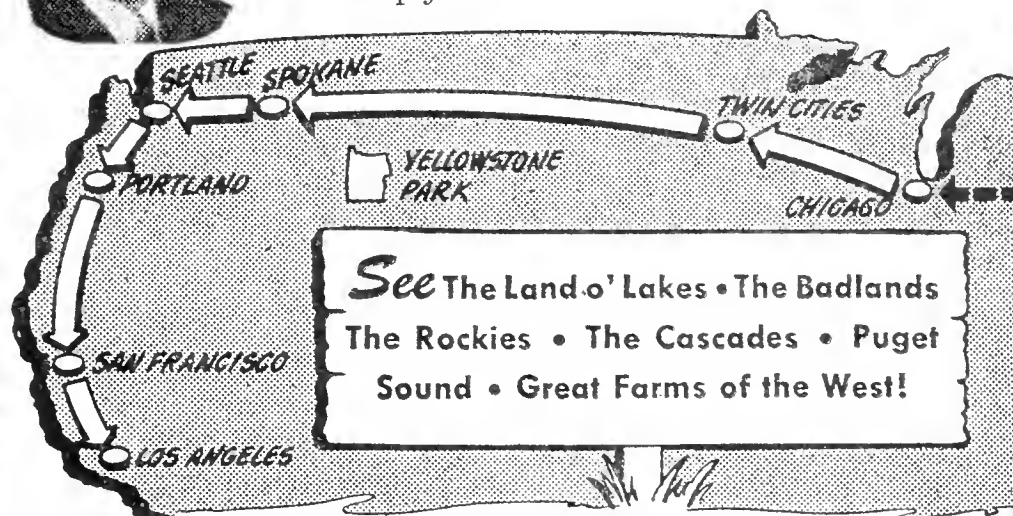 SEATTLE
SPOKANE
TWIN CITIES
YELLOWSTONE
PARK
PORTLAND
CHICAGO
See The Land o' Lakes • The Badlands
The Rockies • The Cascades • Puget
Sound • Great Farms of the West!
SAN FRANCISCO
LOS ANGELES